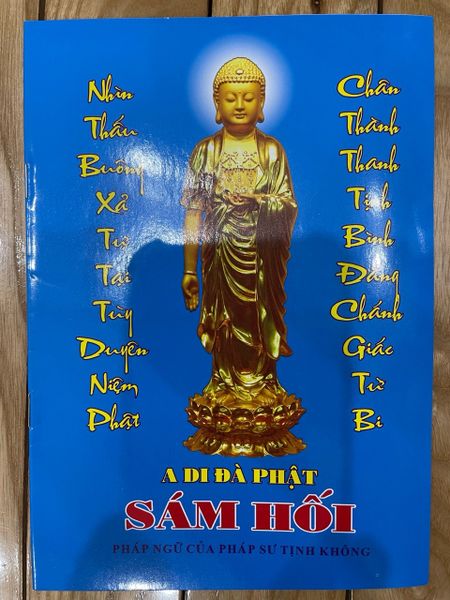 Nhìn
Thấu
Buông
Xả
Tự
Tại
Tùy
Duyên
Niệm
Phật
Chân
Thành
Thanh
Tịnh
Bình
Đẳng
Chánh
Giác
Từ
Bi
A DI ĐÀ PHẬT
SÁM HỐI
PHÁP NGỮ CỦA PHÁP SƯ TỊNH KHÔNG